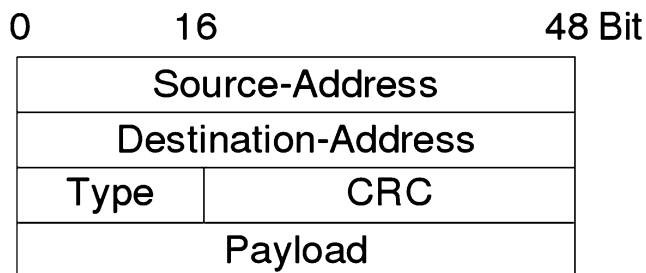 0 16 48 Bit
Source-Address
Destination-Address
Type CRC
Payload